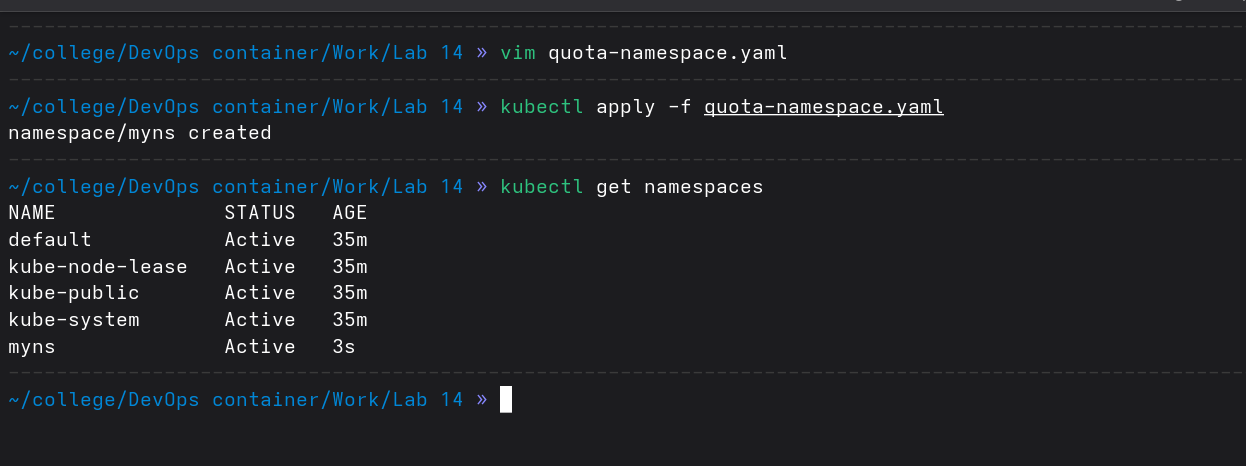 ~/college/DevOps container/Work/Lab 14 » vim quota-namespace.yaml
~/college/DevOps container/Work/Lab 14 » kubectl apply -f quota-namespace.yaml
namespace/myns created
~/college/DevOps container/Work/Lab 14 » kubectl get namespaces
NAME              STATUS   AGE
default           Active   35m
kube-node-lease   Active   35m
kube-public       Active   35m
kube-system       Active   35m
myns              Active   3s
~/college/DevOps container/Work/Lab 14 »